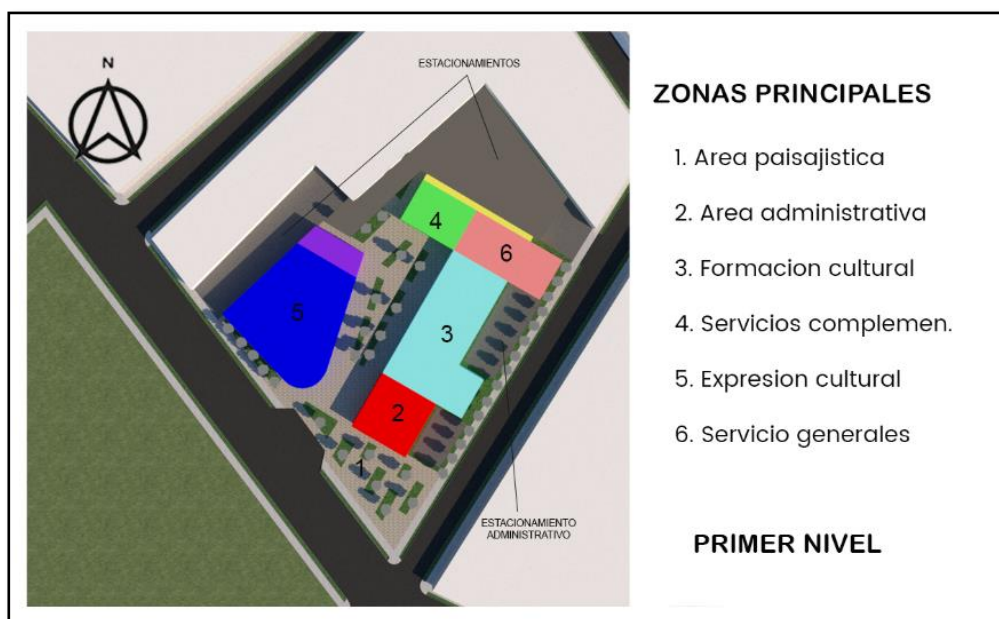 N
ESTACIONAMIENTOS
4
6
5
3
2
1
ESTACIONAMIENTO
ADMINISTRATIVO
ZONAS PRINCIPALES
1. Area paisajistica
2. Area administrativa
3. Formacion cultural
4. Servicios complemen.
5. Expresion cultural
6. Servicio generales
PRIMER NIVEL